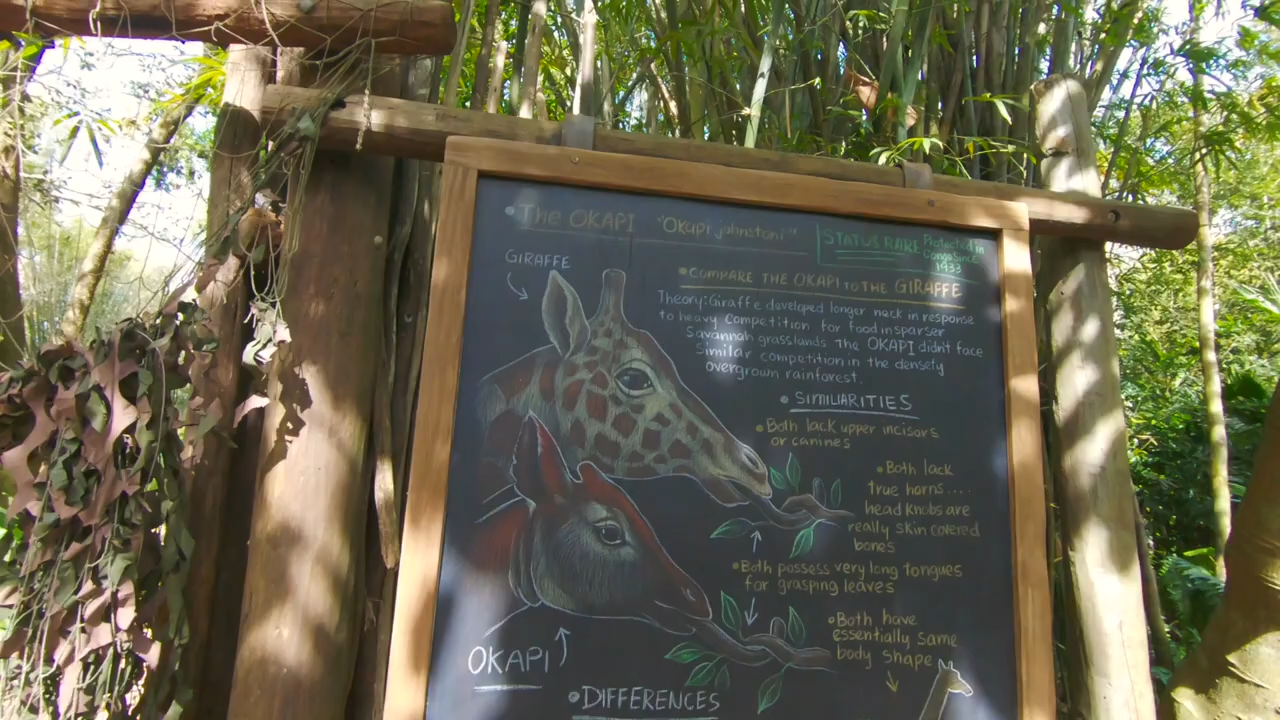 • The OKAPI "Okapi johnstoni"
STATUS RARE Protected in
Congo Since
1933
GIRAFFE
• COMPARE THE OKAPI TO THE GIRAFFE
Theory: Giraffe developed longer neck in response
to heavy competition for food in sparser
Savannah grasslands The OKAPI didn't face
Similar competition in the densely
overgrown rainforest.
• SIMILIARITIES
• Both lack upper incisors
or canines
• Both lack
true horns....
head knobs are
really skin covered
bones
• Both possess very long tongues
for grasping leaves
• Both have
essentially same
body shape
OKAPI
• DIFFERENCES